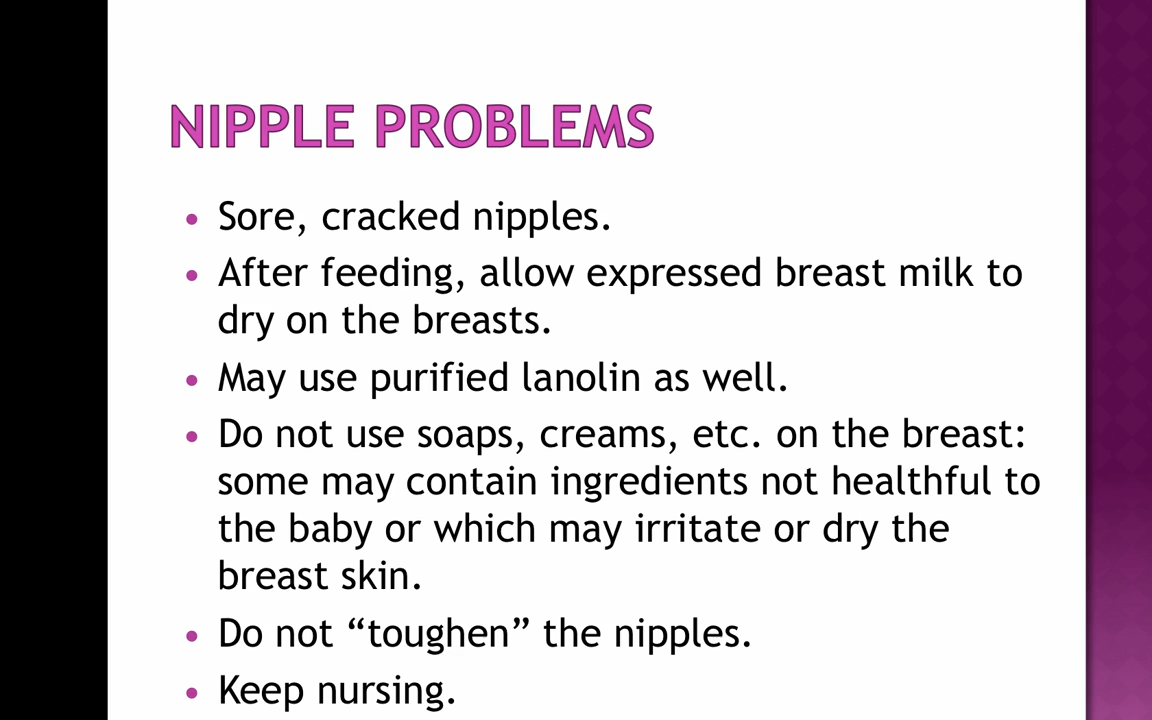 NIPPLE PROBLEMS
• Sore, cracked nipples.
• After feeding, allow expressed breast milk to
dry on the breasts.
• May use purified lanolin as well.
• Do not use soaps, creams, etc. on the breast:
some may contain ingredients not healthful to
the baby or which may irritate or dry the
breast skin.
• Do not “toughen” the nipples.
• Keep nursing.